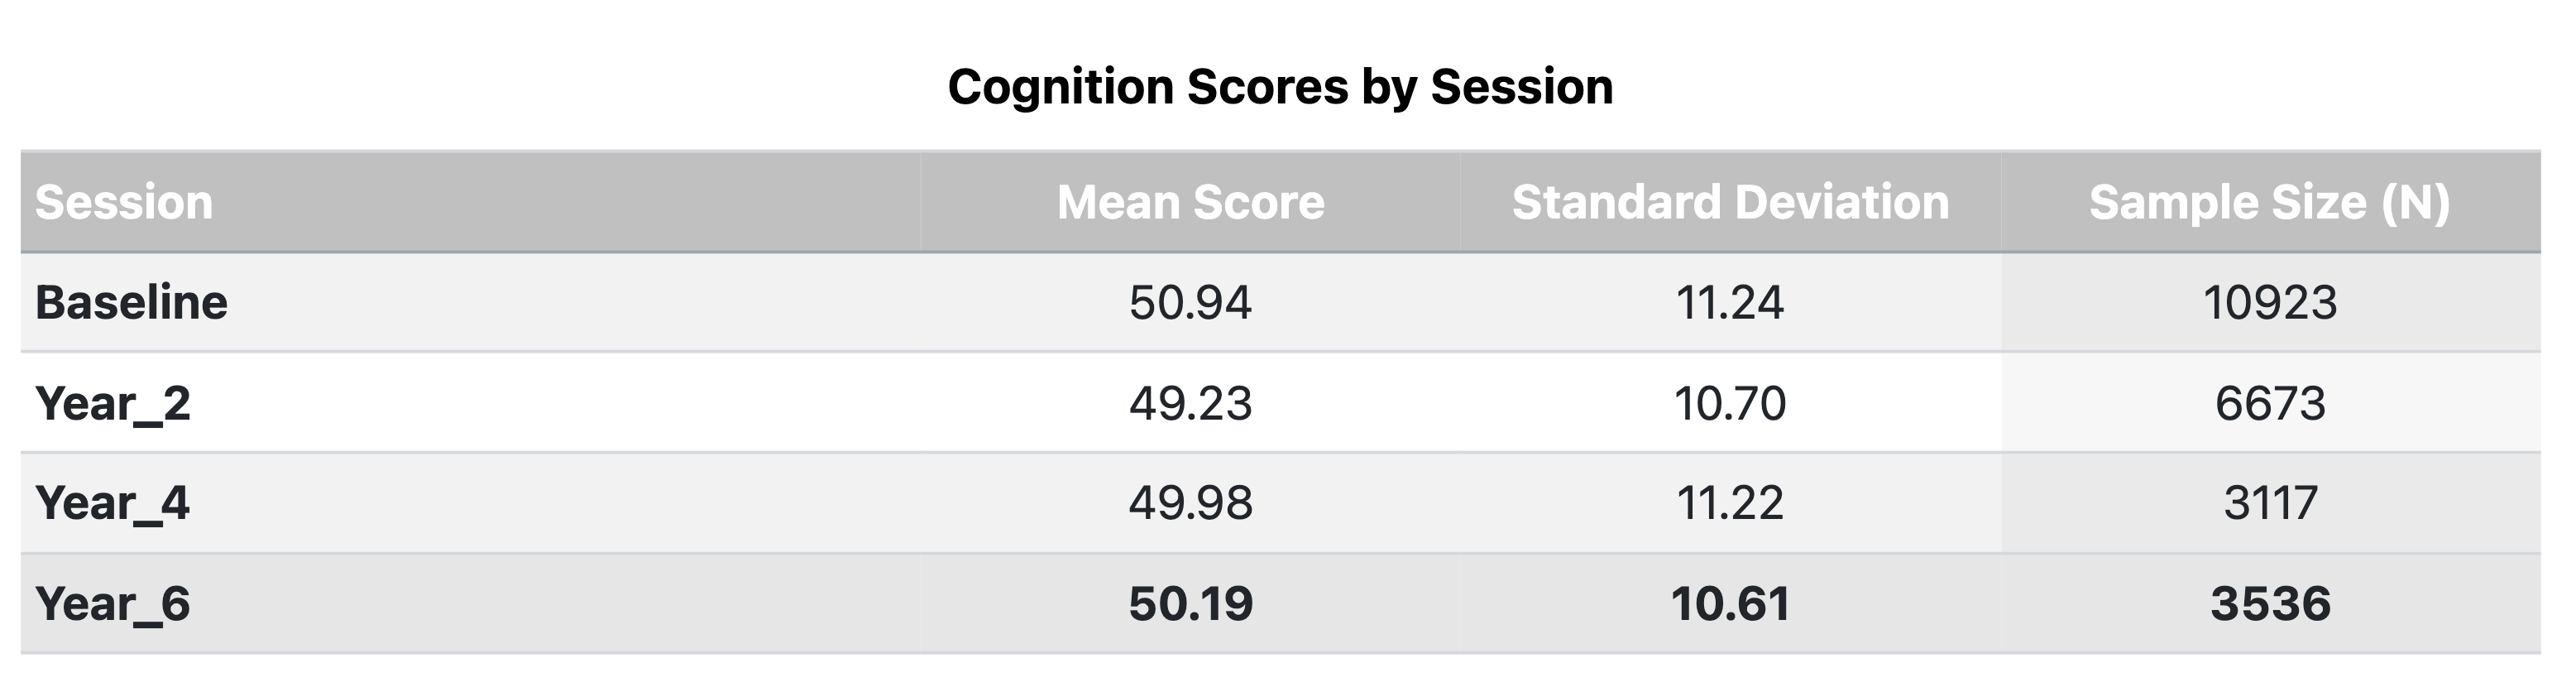 Cognition Scores by Session
Session Mean Score Standard Deviation Sample Size (N)
Baseline 50.94 11.24 10923
Year_2 49.23 10.70 6673
Year_4 49.98 11.22 3117
Year_6 50.19 10.61 3536